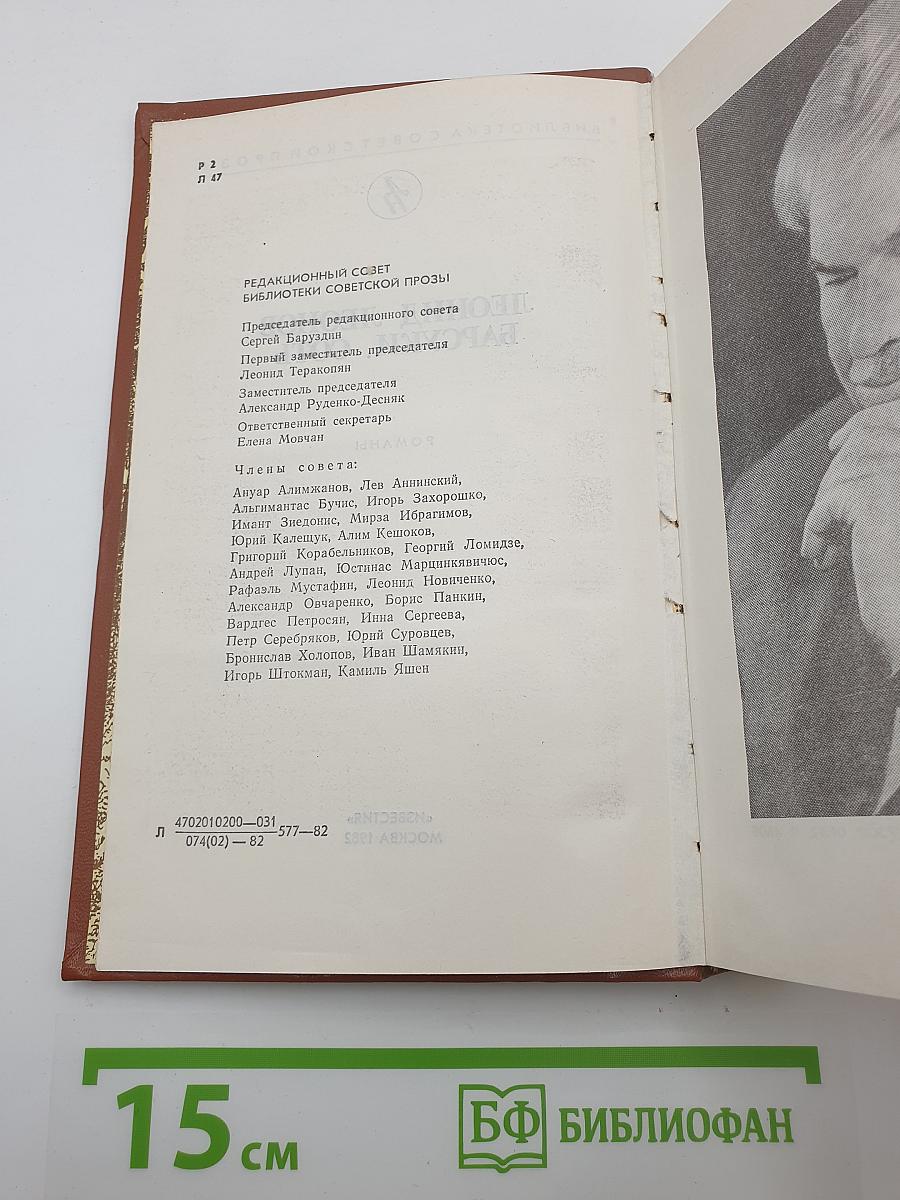 Р 2
Л 47
РЕДАКЦИОННЫЙ СОВЕТ
БИБЛИОТЕКИ СОВЕТСКОЙ ПРОЗЫ
Председатель редакционного совета
Сергей Баруздин
Первый заместитель председателя
Леонид Теракопян
Заместитель председателя
Александр Руденко-Десняк
Ответственный секретарь
Елена Мовчан
Члены совета:
Ануар Алимжанов, Лев Аннинский,
Альгимантас Бучис, Игорь Захорошко,
Имант Зиедонис, Мирза Ибрагимов,
Юрий Калещук, Алим Кешоков,
Григорий Корабельников, Георгий Ломидзе,
Андрей Лупан, Юстинас Марцинкявичюс,
Рафаэль Мустафин, Леонид Новиченко,
Александр Овчаренко, Борис Панкин,
Вардгес Петросян, Инна Сергеева,
Петр Серебряков, Юрий Суровцев,
Бронислав Холопов, Иван Шамякин,
Игорь Штокман, Камиль Яшен
Л 4702010200—031 577—82
074(02) — 82
15 см
БФ БИБЛИОФАН